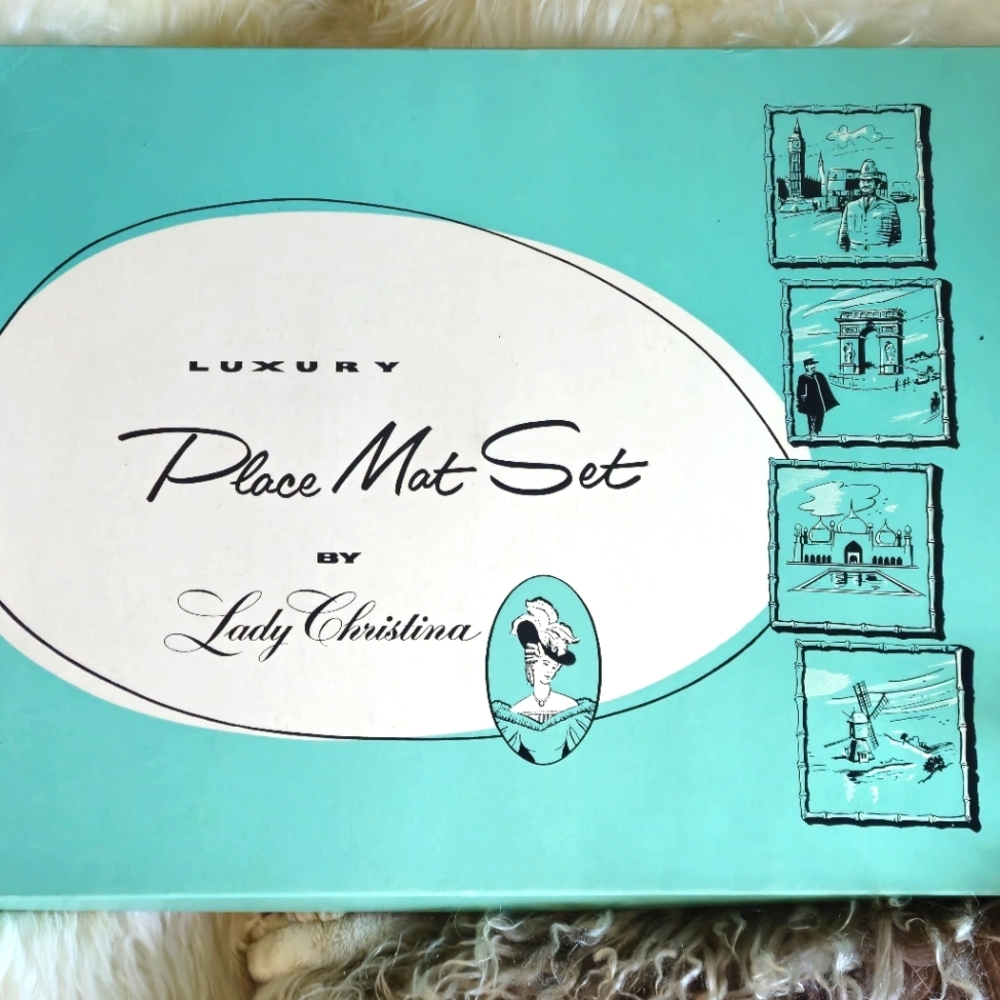 LUXURY
Place Mat Set
BY
Lady Christina